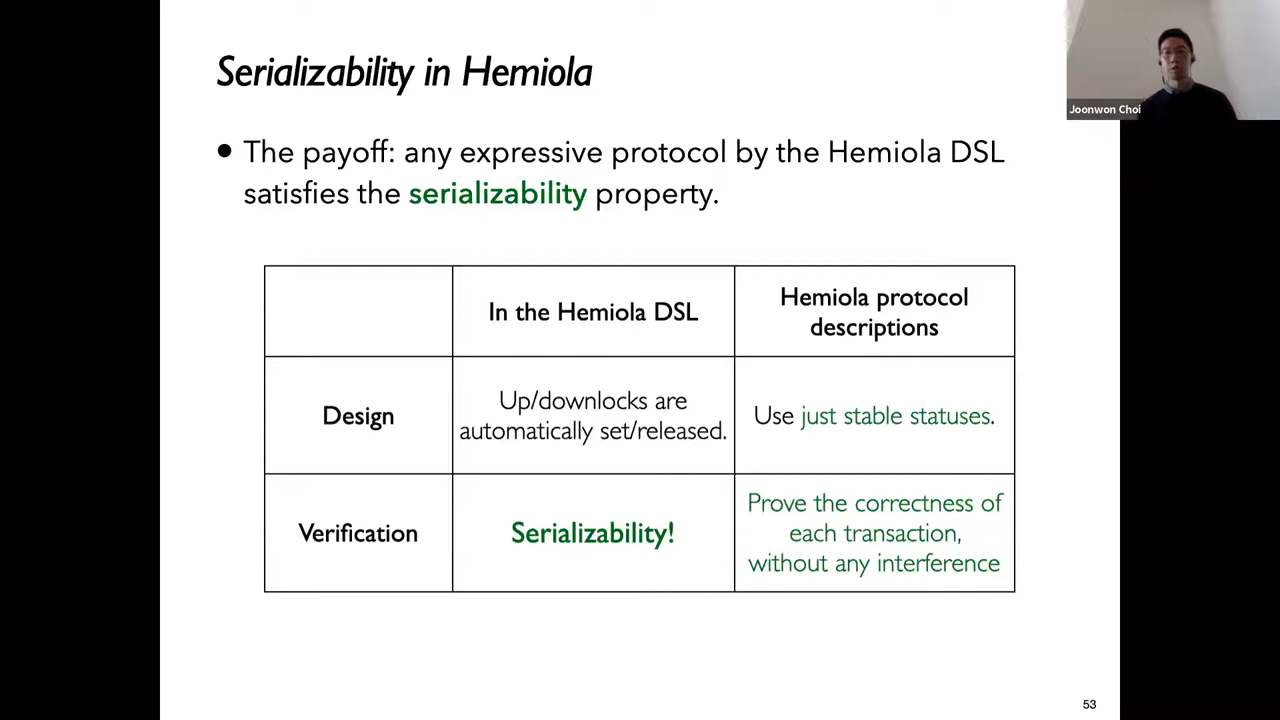 Serializability in Hemiola
Joonwon Choi
• The payoff: any expressive protocol by the Hemiola DSL
satisfies the serializability property.
In the Hemiola DSL
Hemiola protocol
descriptions
Design
Up/downlocks are
automatically set/released.
Use just stable statuses.
Verification
Serializability!
Prove the correctness of
each transaction,
without any interference
53